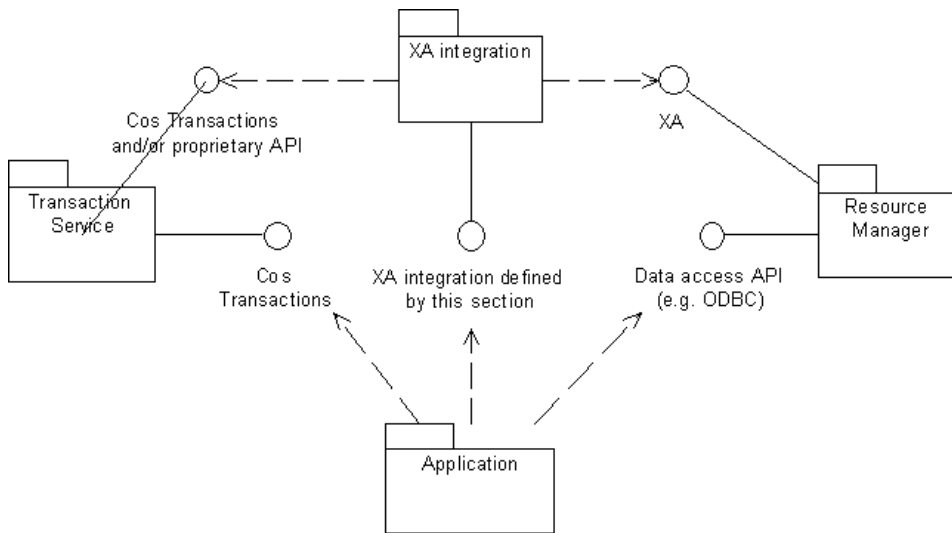 XA integration
Cos Transactions
and/or proprietary API
XA
Transaction
Service
Resource
Manager
Cos
Transactions
XA integration defined
by this section
Data access API
(e.g. ODBC)
Application